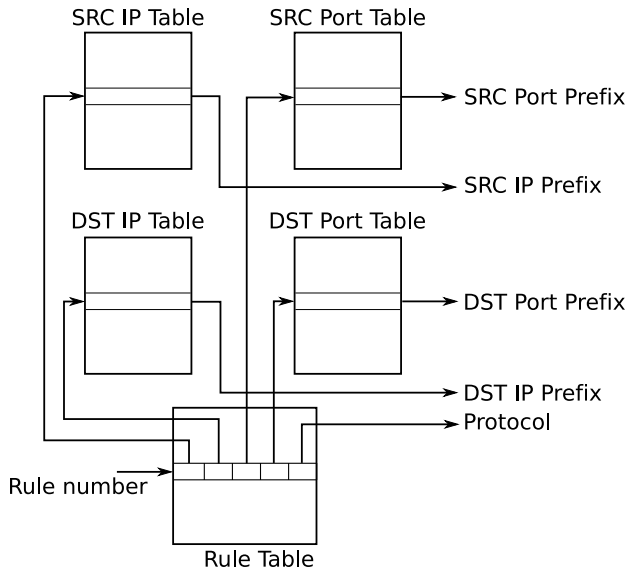 SRC IP Table
SRC Port Table
SRC Port Prefix
SRC IP Prefix
DST IP Table
DST Port Table
DST Port Prefix
DST IP Prefix
Protocol
Rule number
Rule Table